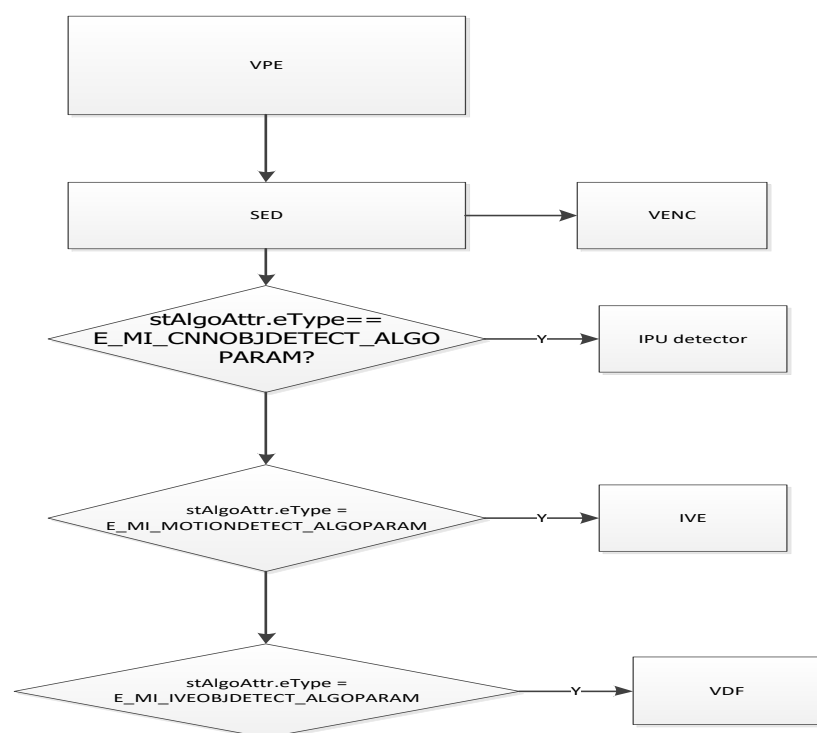 VPE
SED
VENC
stAlgoAttr.eType==
E_MI_CNNOBJDETECT_ALGO
PARAM?
Y
IPU detector
stAlgoAttr.eType =
E_MI_MOTIONDETECT_ALGOPARAM
Y
IVE
stAlgoAttr.eType =
E_MI_IVEOBJDETECT_ALGOPARAM
Y
VDF